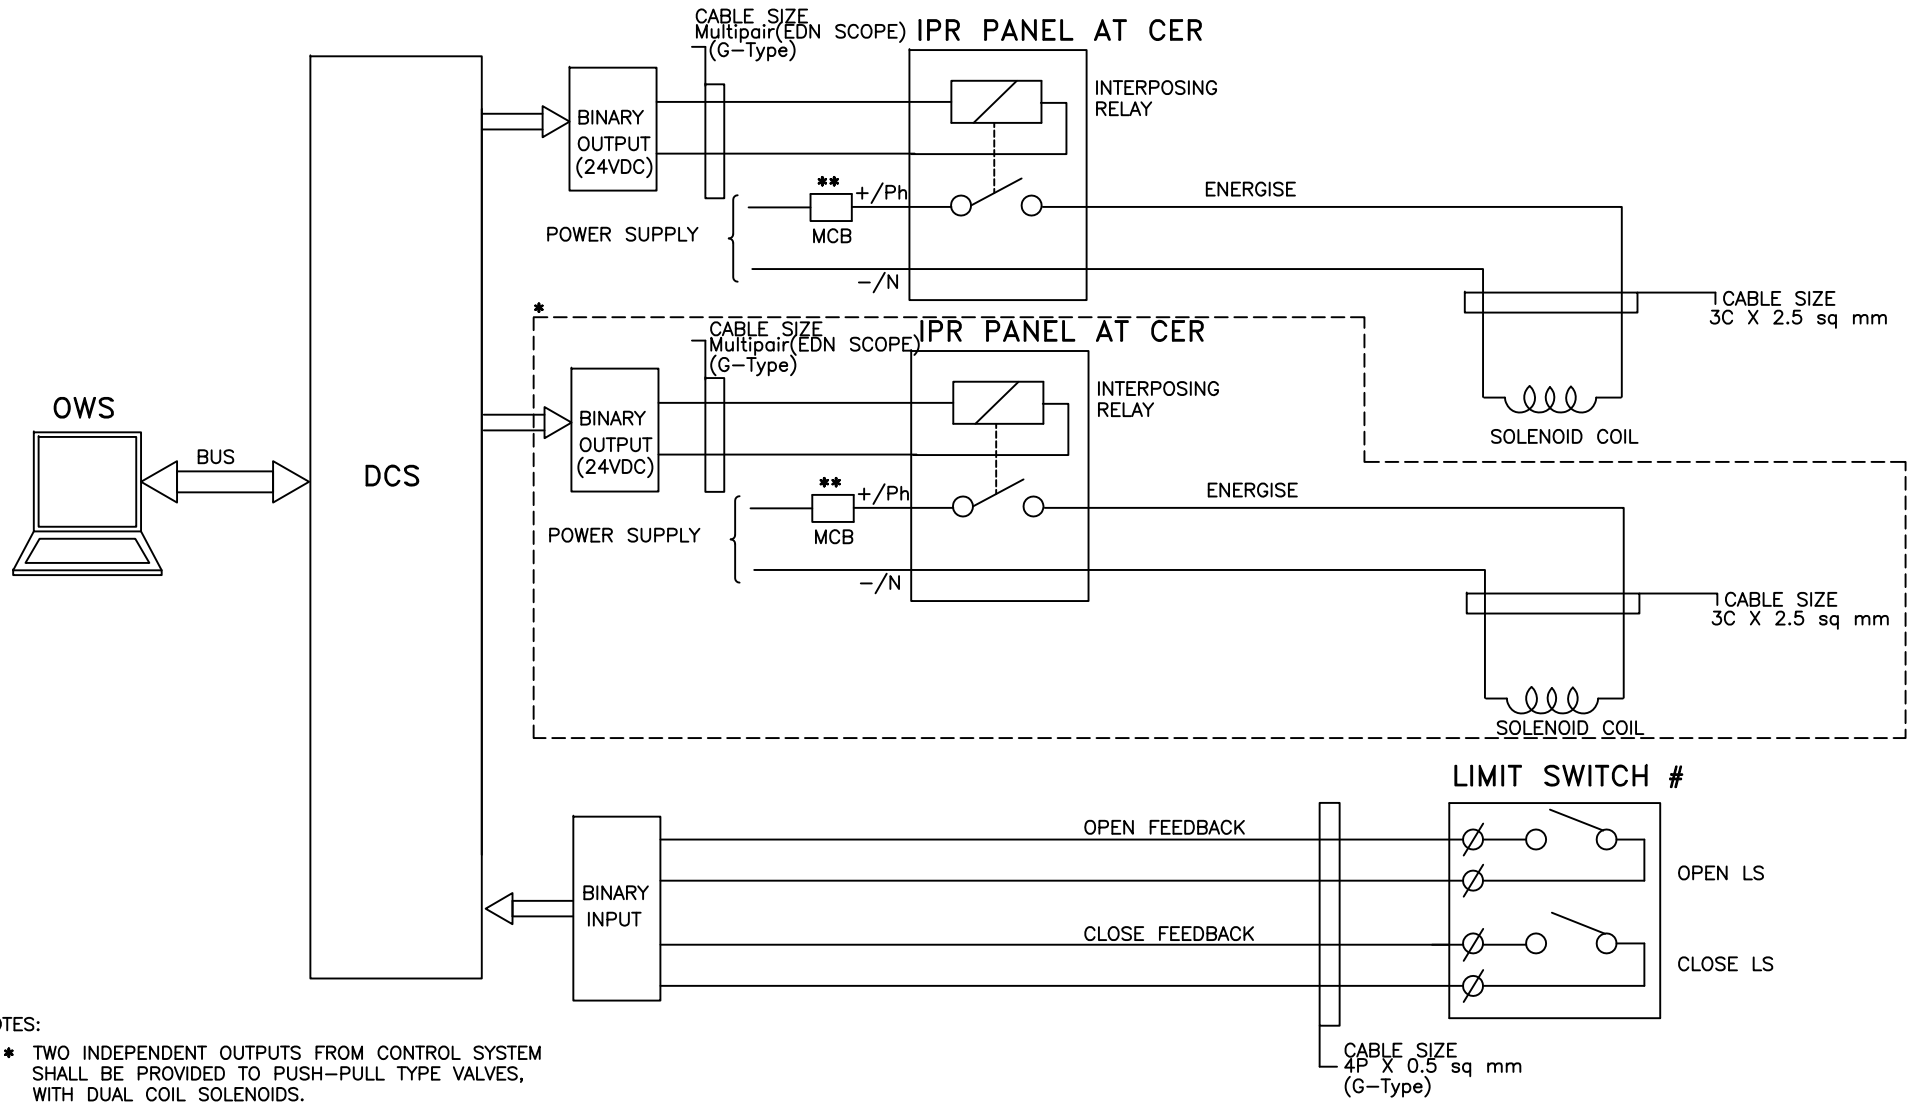 CABLE SIZE
Multipair(EDN SCOPE)
(G-Type)
IPR PANEL AT CER
INTERPOSING
RELAY
BINARY
OUTPUT
(24VDC)
**
+/Ph
MCB
POWER SUPPLY
-/N
ENERGISE
CABLE SIZE
3C X 2.5 sq mm
SOLENOID COIL
*
CABLE SIZE
Multipair(EDN SCOPE)
(G-Type)
IPR PANEL AT CER
INTERPOSING
RELAY
BINARY
OUTPUT
(24VDC)
**
+/Ph
MCB
POWER SUPPLY
-/N
ENERGISE
CABLE SIZE
3C X 2.5 sq mm
SOLENOID COIL
OWS
BUS
DCS
LIMIT SWITCH #
OPEN FEEDBACK
OPEN LS
BINARY
INPUT
CLOSE FEEDBACK
CLOSE LS
CABLE SIZE
4P X 0.5 sq mm
(G-Type)
OTES:
* TWO INDEPENDENT OUTPUTS FROM CONTROL SYSTEM
SHALL BE PROVIDED TO PUSH-PULL TYPE VALVES,
WITH DUAL COIL SOLENOIDS.